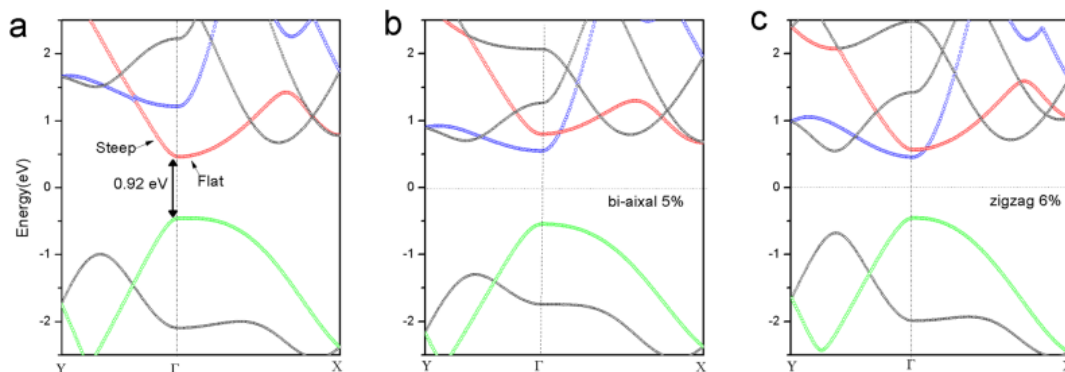 a
b
c
Energy(eV)
2
1
0
-1
-2
Steep
Flat
0.92 eV
Y
Γ
X
2
1
0
-1
-2
bi-aixal 5%
Y
Γ
X
2
1
0
-1
-2
zigzag 6%
Y
Γ
X